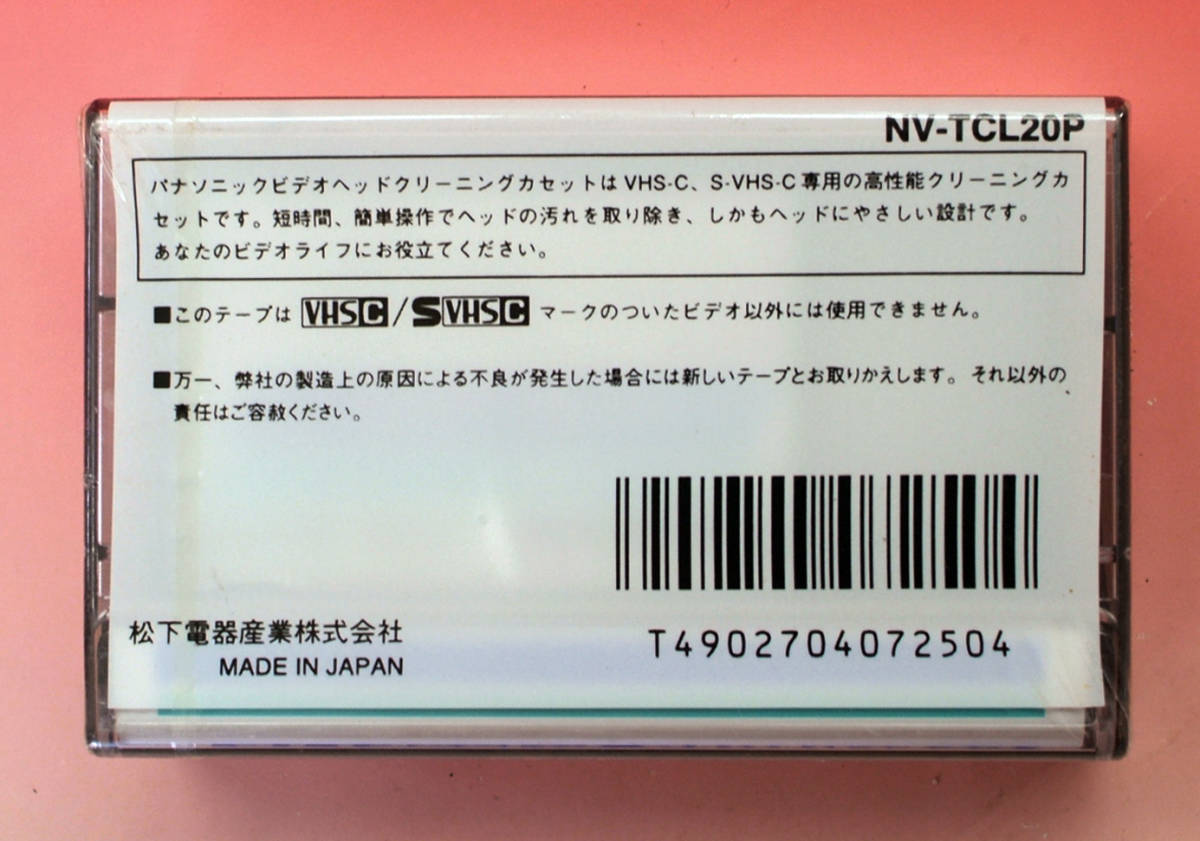 NV-TCL20P
パナソニックビデオヘッドクリーニングカセットは VHS-C、S-VHS-C 専用の高性能クリーニングカ
セットです。短時間、簡単操作でヘッドの汚れを取り除き、しかもヘッドにやさしい設計です。
あなたのビデオライフにお役立てください。
■このテープは VHSC/SVHSC マークのついたビデオ以外には使用できません。
■万一、弊社の製造上の原因による不良が発生した場合には新しいテープとお取りかえします。それ以外の
責任はご容赦ください。
松下電器産業株式会社
MADE IN JAPAN
T4902704072504